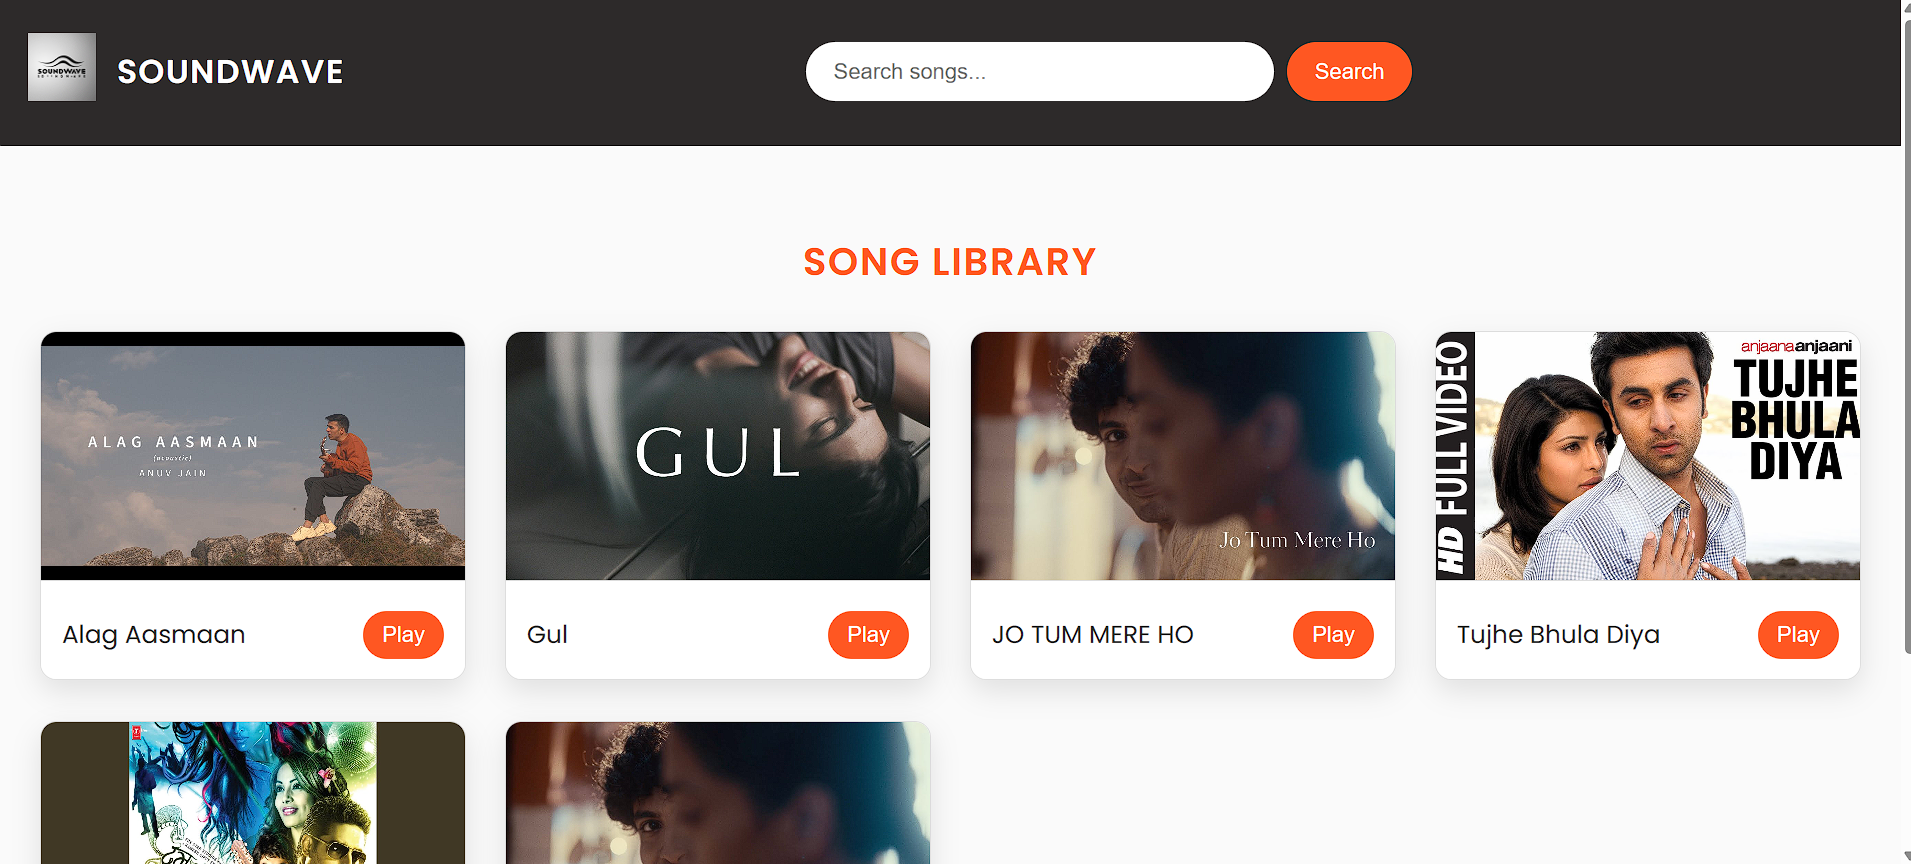 SOUNDWAVE
SOUNDWAVE
Search songs...
Search
SONG LIBRARY
ALAG AASMAAN
(acoustic)
ANUV JAIN
GUL
Jo Tum Mere Ho
HD FULL VIDEO
anjaanaanjaani
TUJHE
BHULA
DIYA
Alag Aasmaan
Play
Gul
Play
JO TUM MERE HO
Play
Tujhe Bhula Diya
Play